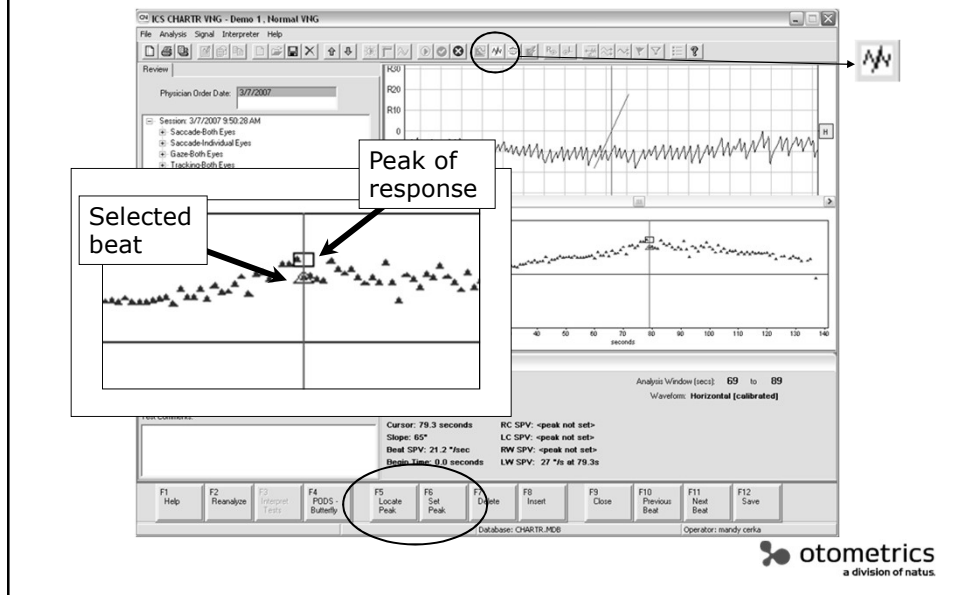 ICS CHARTR VNG - Demo 1 , Normal VNG
File Analysis Signal Interpreter Help
Review
Physician Order Date: 3/7/2007
Session: 3/7/2007 9:50:28 AM
Saccade-Both Eyes
Saccade-Individual Eyes
Gaze-Both Eyes
Tracking-Both Eyes
R30
R20
R10
0
H
Peak of
response
Selected
beat
40 50 60 70 80 90 100 110 120 130 140
seconds
Analysis Window (secs): 69 to 89
Waveform: Horizontal [calibrated]
Test Comments:
Cursor: 79.3 seconds RC SPV: <peak not set>
Slope: 65° LC SPV: <peak not set>
Beat SPV: 21.2 °/sec RW SPV: <peak not set>
Begin Time: 0.0 seconds LW SPV: 27 °/s at 79.3s
F1 Help
F2 Reanalyze
F3 Interpret Tests
F4 PODS - Butterfly
F5 Locate Peak
F6 Set Peak
F7 Delete
F8 Insert
F9 Close
F10 Previous Beat
F11 Next Beat
F12 Save
Database: CHARTR.MDB
Operator: mandy cerka
otometrics
a division of natus.